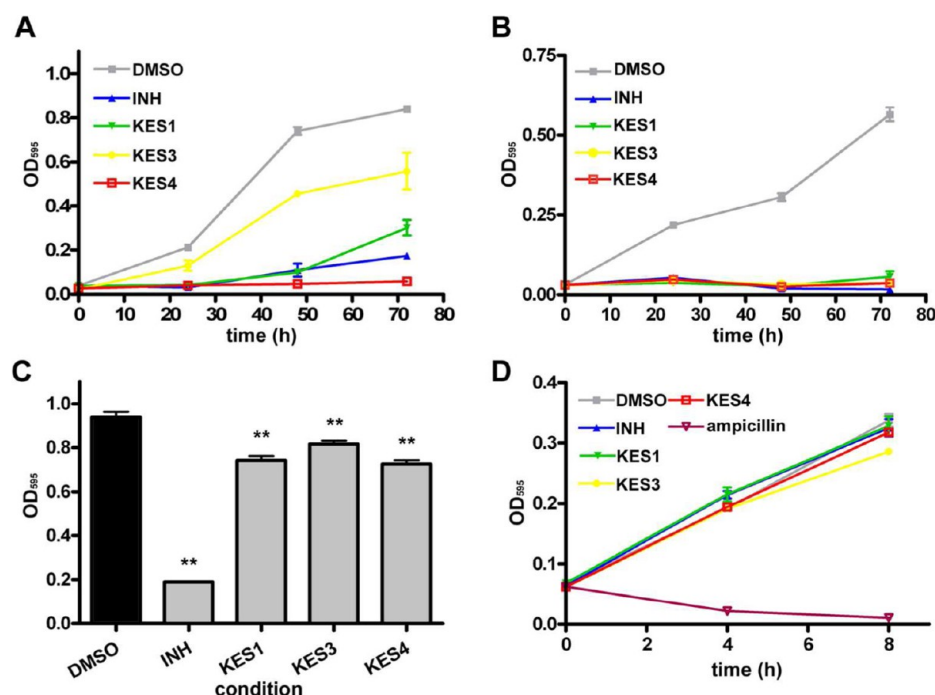 A
OD595
1.0
0.8
0.6
0.4
0.2
0.0
DMSO
INH
KES1
KES3
KES4
0 10 20 30 40 50 60 70 80
time (h)
B
OD595
0.75
0.50
0.25
0.00
DMSO
INH
KES1
KES3
KES4
0 10 20 30 40 50 60 70 80
time (h)
C
OD595
1.0
0.8
0.6
0.4
0.2
0.0
** ** ** **
DMSO INH KES1 KES3 KES4
condition
D
OD595
0.4
0.3
0.2
0.1
0.0
DMSO KES4
INH ampicillin
KES1
KES3
0 2 4 6 8
time (h)